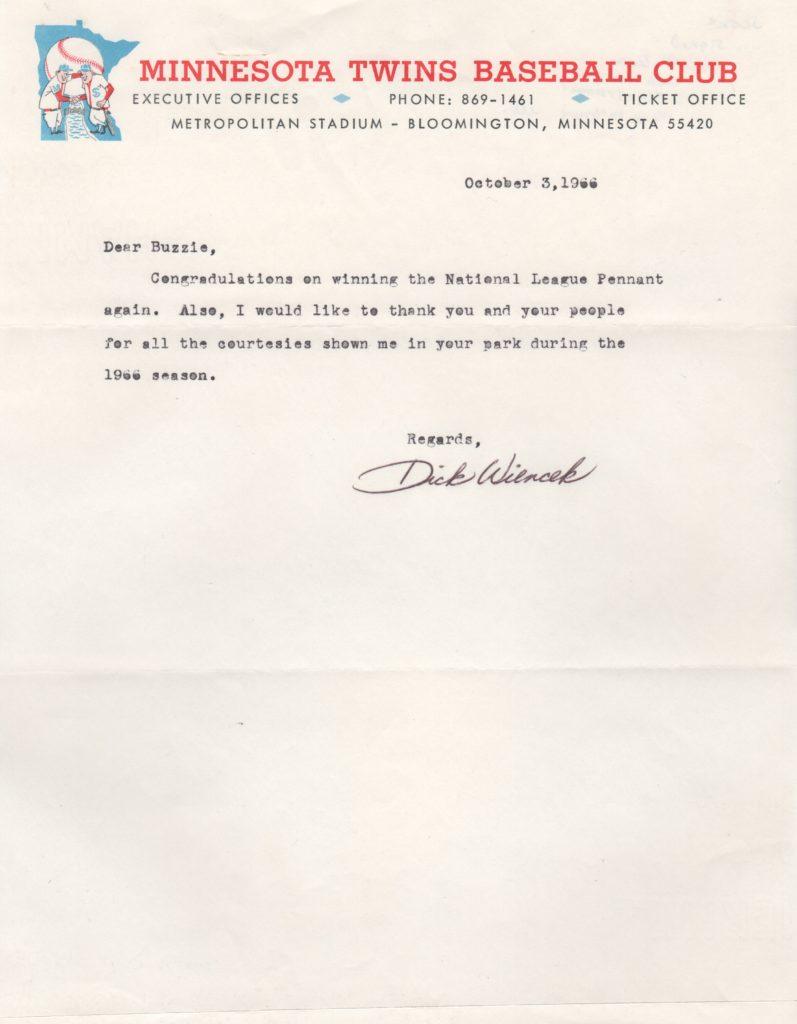 MINNESOTA TWINS BASEBALL CLUB
EXECUTIVE OFFICES PHONE: 869-1461 TICKET OFFICE
METROPOLITAN STADIUM - BLOOMINGTON, MINNESOTA 55420
October 3,1966
Dear Buzzie,
Congradulations on winning the National League Pennant
again. Also, I would like to thank you and your people
for all the courtesies shown me in your park during the
1966 season.
Regards,
Dick Wiencek